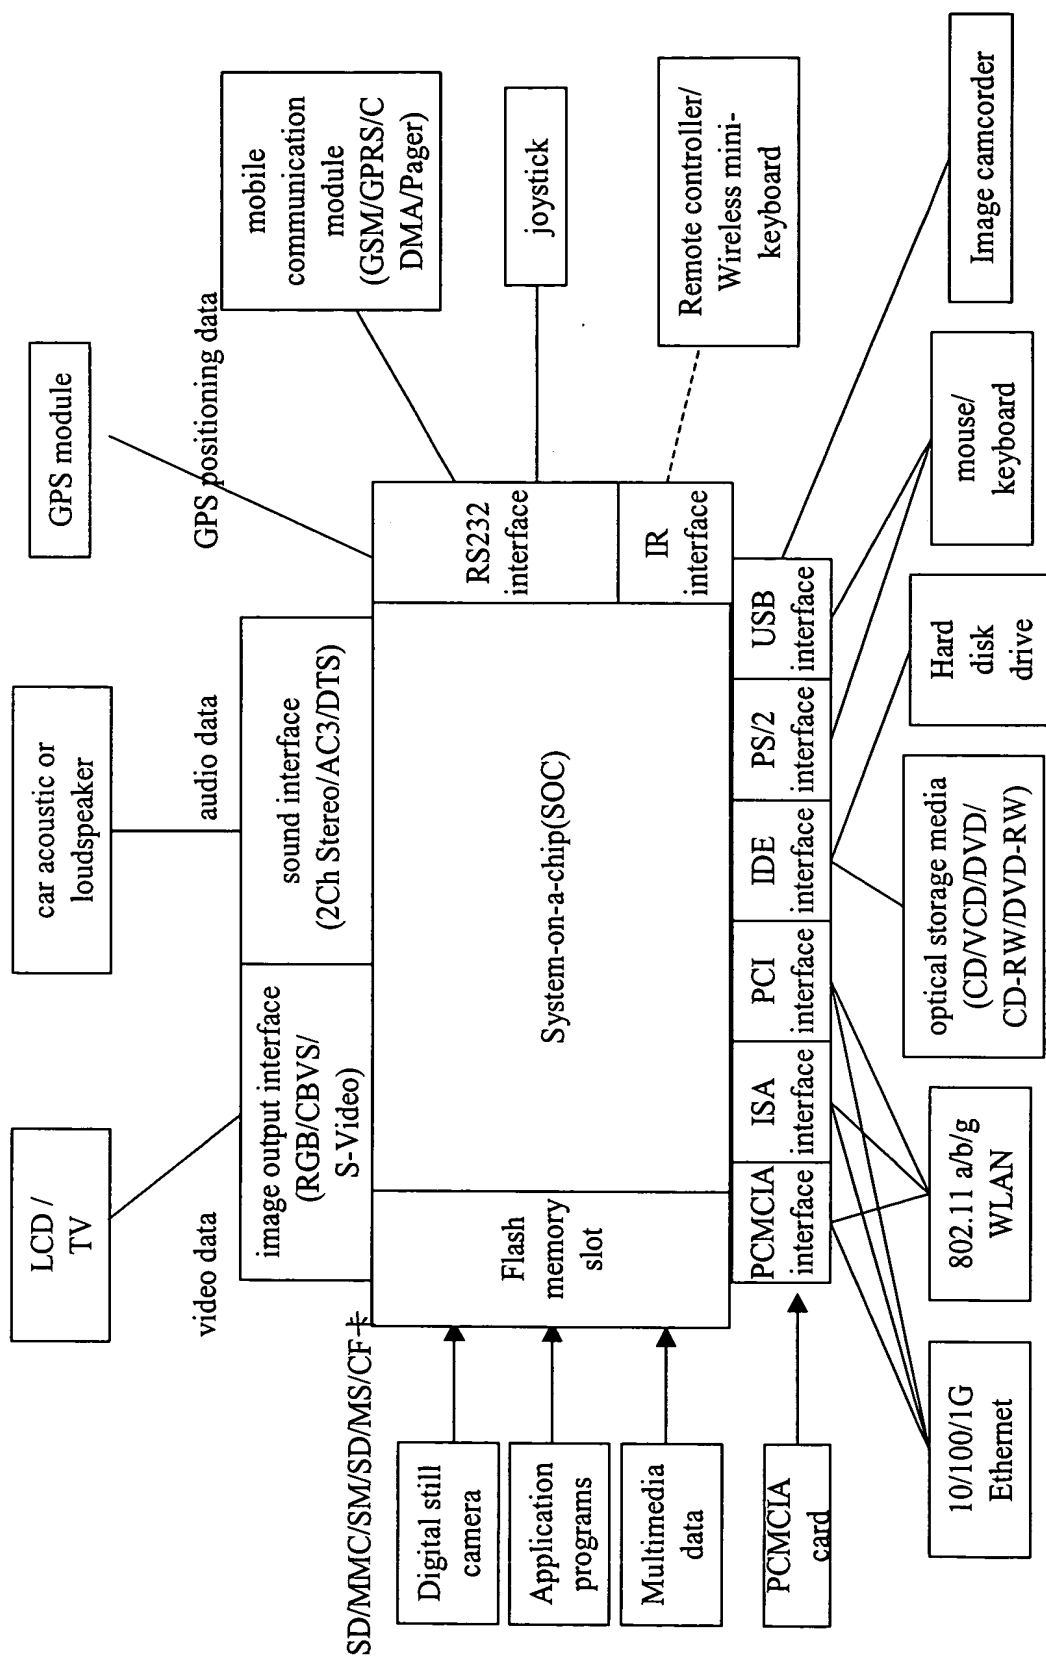 LCD /
TV
car acoustic or
loudspeaker
GPS module
video data
audio data
GPS positioning data
mobile
communication
module
(GSM/GPRS/C
DMA/Pager)
image output interface
(RGB/CBVS/
S-Video)
sound interface
(2Ch Stereo/AC3/DTS)
SD/MMC/SM/SD/MS/CF卡
Digital still
camera
Application
programs
Multimedia
data
PCMCIA
card
Flash
memory
slot
System-on-a-chip(SOC)
RS232
interface
IR
interface
joystick
Remote controller/
Wireless mini-
keyboard
PCMCIA
interface
ISA
interface
PCI
interface
IDE
interface
PS/2
interface
USB
interface
10/100/1G
Ethernet
802.11 a/b/g
WLAN
optical storage media
(CD/VCD/DVD/
CD-RW/DVD-RW)
Hard
disk
drive
mouse/
keyboard
Image camcorder